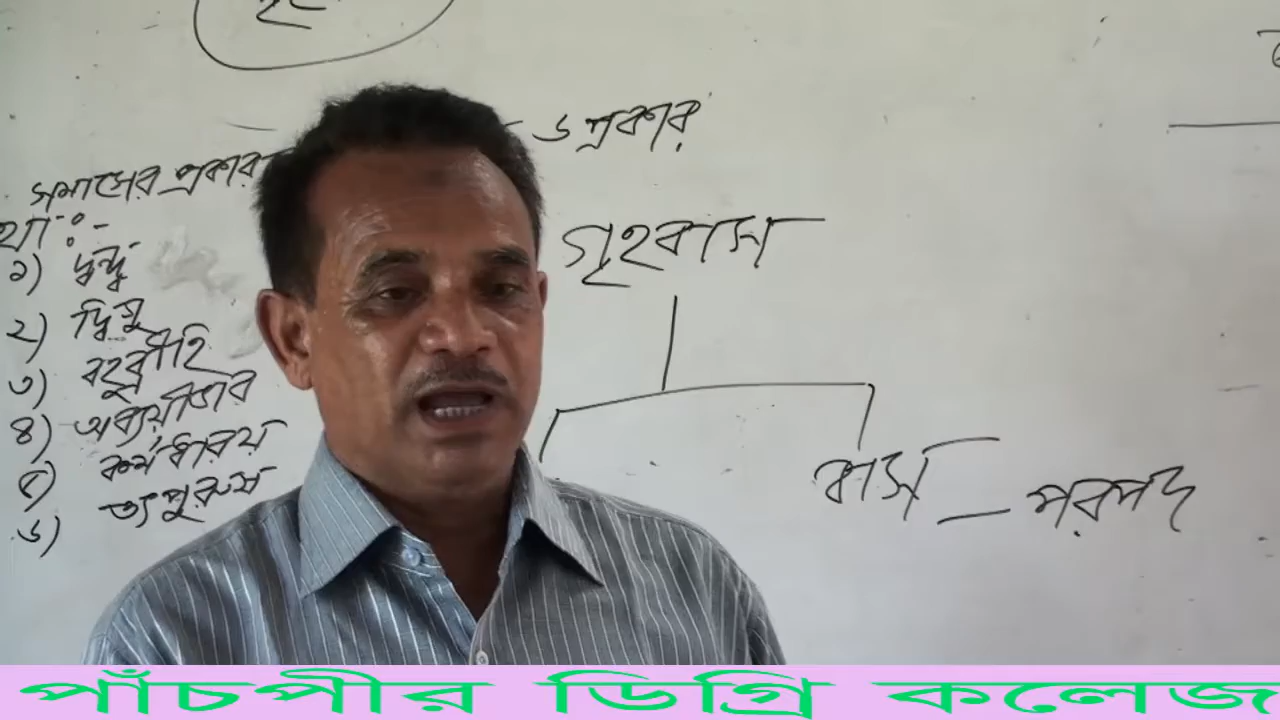 ৬ প্রকার
সমাসের প্রকার
যথা ঃ-
১) দ্বন্দ্ব
২) দ্বিগু
৩) বহুব্রীহি
৪) অব্যয়ীভাব
৫) কর্মধারয়
৬) তৎপুরুষ
গৃহবাস
বাস – পরপদ
পাঁচপীর ডিগ্রি কলেজ